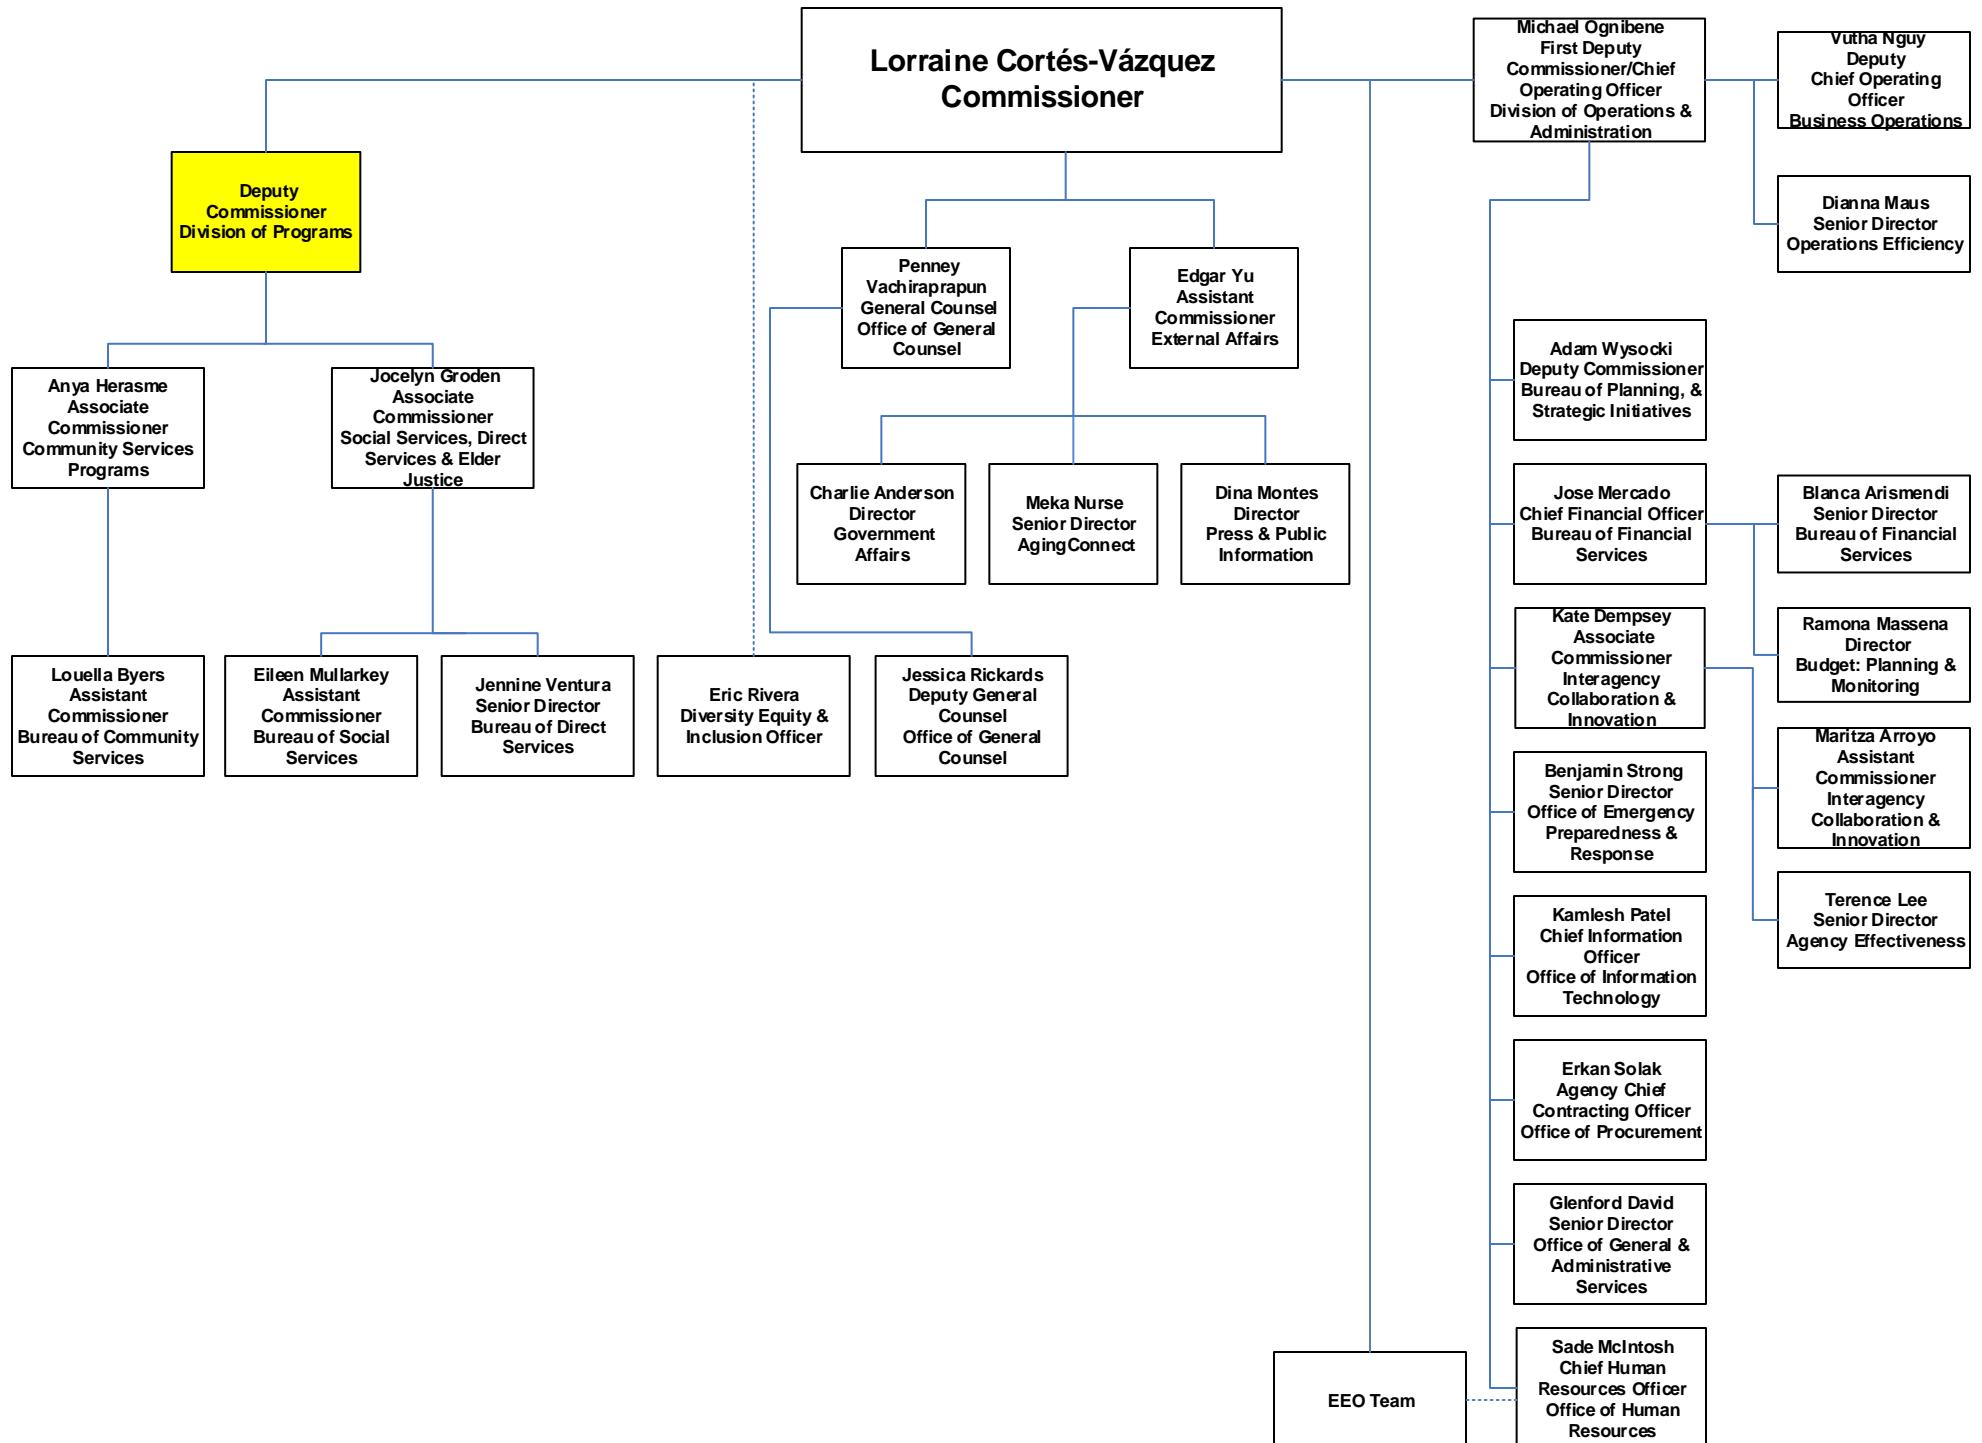 Lorraine Cortés-Vázquez
Commissioner
Michael Ognibene
First Deputy
Commissioner/Chief
Operating Officer
Division of Operations &
Administration
Vutha Nguy
Deputy
Chief Operating
Officer
Business Operations
Dianna Maus
Senior Director
Operations Efficiency
Deputy
Commissioner
Division of Programs
Penney
Vachiraprapun
General Counsel
Office of General
Counsel
Edgar Yu
Assistant
Commissioner
External Affairs
Anya Herasme
Associate
Commissioner
Community Services
Programs
Jocelyn Groden
Associate
Commissioner
Social Services, Direct
Services & Elder
Justice
Charlie Anderson
Director
Government
Affairs
Meka Nurse
Senior Director
AgingConnect
Dina Montes
Director
Press & Public
Information
Louella Byers
Assistant
Commissioner
Bureau of Community
Services
Eileen Mullarkey
Assistant
Commissioner
Bureau of Social
Services
Jennine Ventura
Senior Director
Bureau of Direct
Services
Eric Rivera
Diversity Equity &
Inclusion Officer
Jessica Rickards
Deputy General
Counsel
Office of General
Counsel
Adam Wysocki
Deputy Commissioner
Bureau of Planning, &
Strategic Initiatives
Jose Mercado
Chief Financial Officer
Bureau of Financial
Services
Blanca Arismendi
Senior Director
Bureau of Financial
Services
Ramona Massena
Director
Budget: Planning &
Monitoring
Kate Dempsey
Associate
Commissioner
Interagency
Collaboration &
Innovation
Maritza Arroyo
Assistant
Commissioner
Interagency
Collaboration &
Innovation
Terence Lee
Senior Director
Agency Effectiveness
Benjamin Strong
Senior Director
Office of Emergency
Preparedness &
Response
Kamlesh Patel
Chief Information
Officer
Office of Information
Technology
Erkan Solak
Agency Chief
Contracting Officer
Office of Procurement
Glenford David
Senior Director
Office of General &
Administrative
Services
EEO Team
Sade McIntosh
Chief Human
Resources Officer
Office of Human
Resources